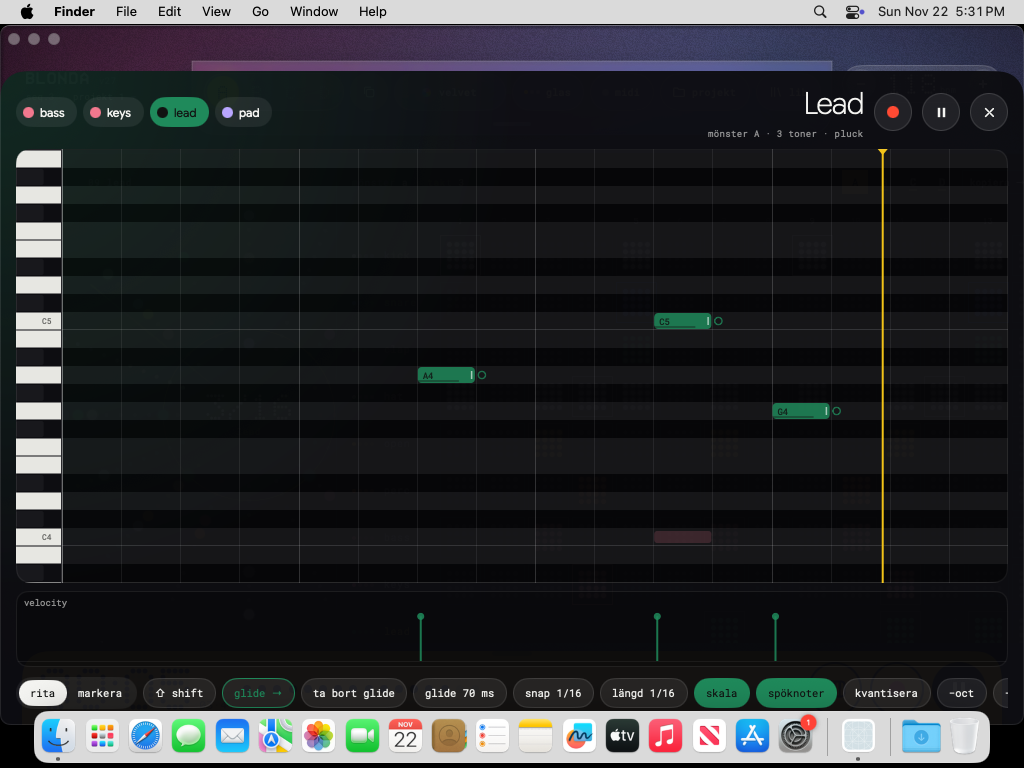 Finder File Edit View Go Window Help Sun Nov 22 5:31 PM
BLONDA
bass keys lead pad
Lead
mönster A · 3 toner · pluck
C5
C5
A4
G4
C4
velocity
rita markera ⇧ shift glide → ta bort glide glide 70 ms snap 1/16 längd 1/16 skala spöknoter kvantisera -oct
NOV
22
tv
1